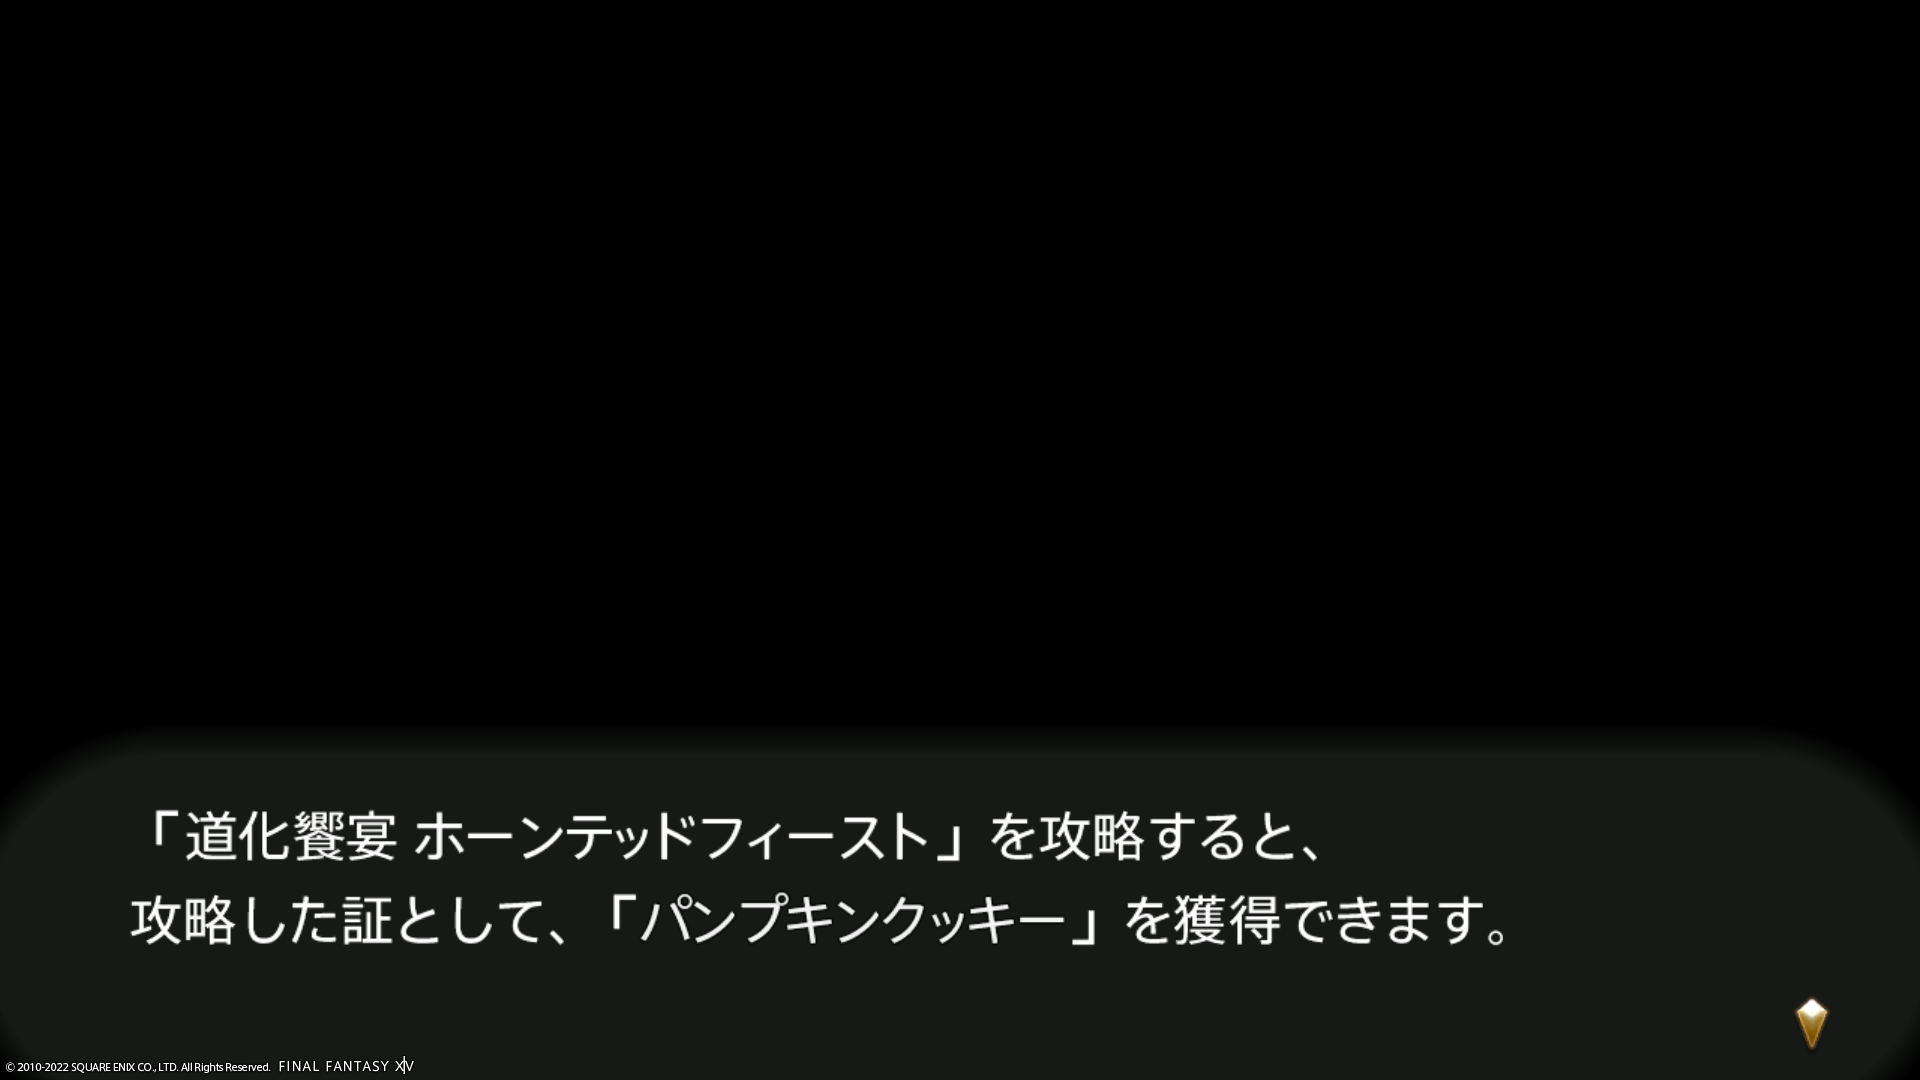 「道化饗宴 ホーンテッドフィースト」を攻略すると、
攻略した証として、「パンプキンクッキー」を獲得できます。
© 2010-2022 SQUARE ENIX CO., LTD. All Rights Reserved. FINAL FANTASY XIV